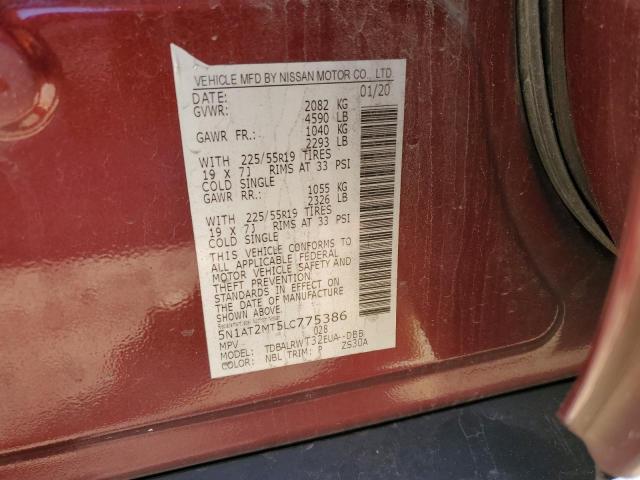 VEHICLE MFD BY NISSAN MOTOR CO., LTD.
DATE: 01/20
GVWR: 2082 KG
4590 LB
GAWR FR.: 1040 KG
2293 LB
WITH 225/55R19 TIRES
19 X 7J RIMS AT 33 PSI
COLD SINGLE
GAWR RR.: 1055 KG
2326 LB
WITH 225/55R19 TIRES
19 X 7J RIMS AT 33 PSI
COLD SINGLE
THIS VEHICLE CONFORMS TO
ALL APPLICABLE FEDERAL
MOTOR VEHICLE SAFETY AND
THEFT PREVENTION
STANDARDS IN EFFECT ON
THE DATE OF MANUFACTURE
SHOWN ABOVE
5N1AT2MT5LC775386
MPV 028
MODEL: TDBALRWT32EUA--DBB
NBL TRIM: P ZS30A